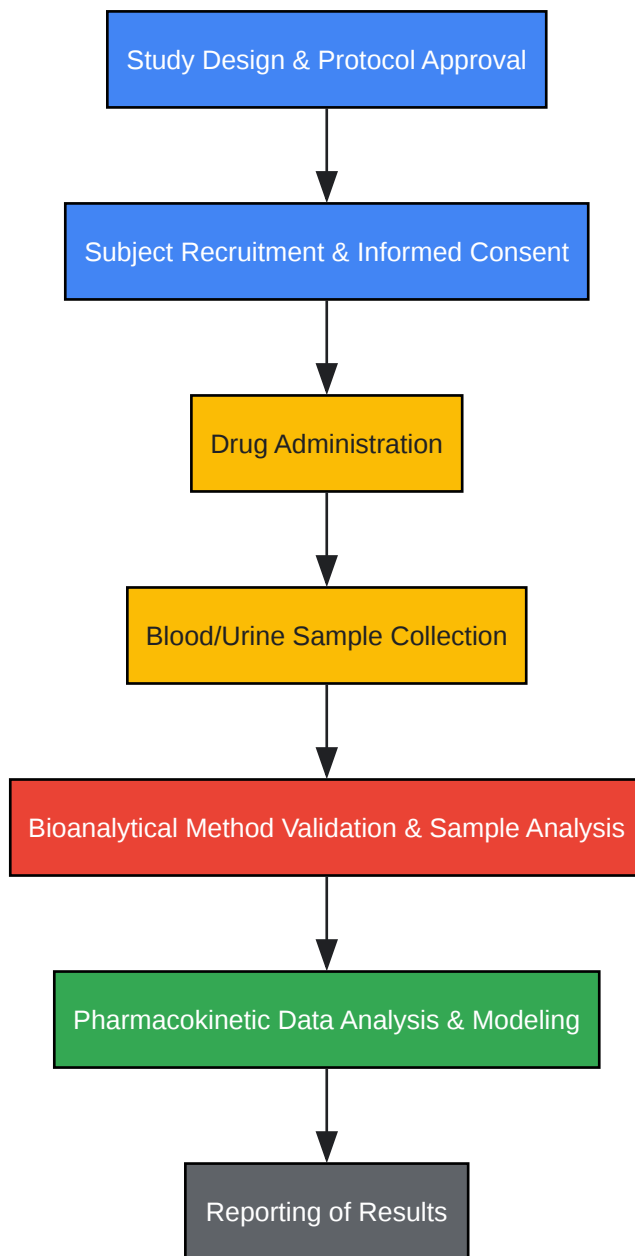 Study Design & Protocol Approval
Subject Recruitment & Informed Consent
Drug Administration
Blood/Urine Sample Collection
Bioanalytical Method Validation & Sample Analysis
Pharmacokinetic Data Analysis & Modeling
Reporting of Results